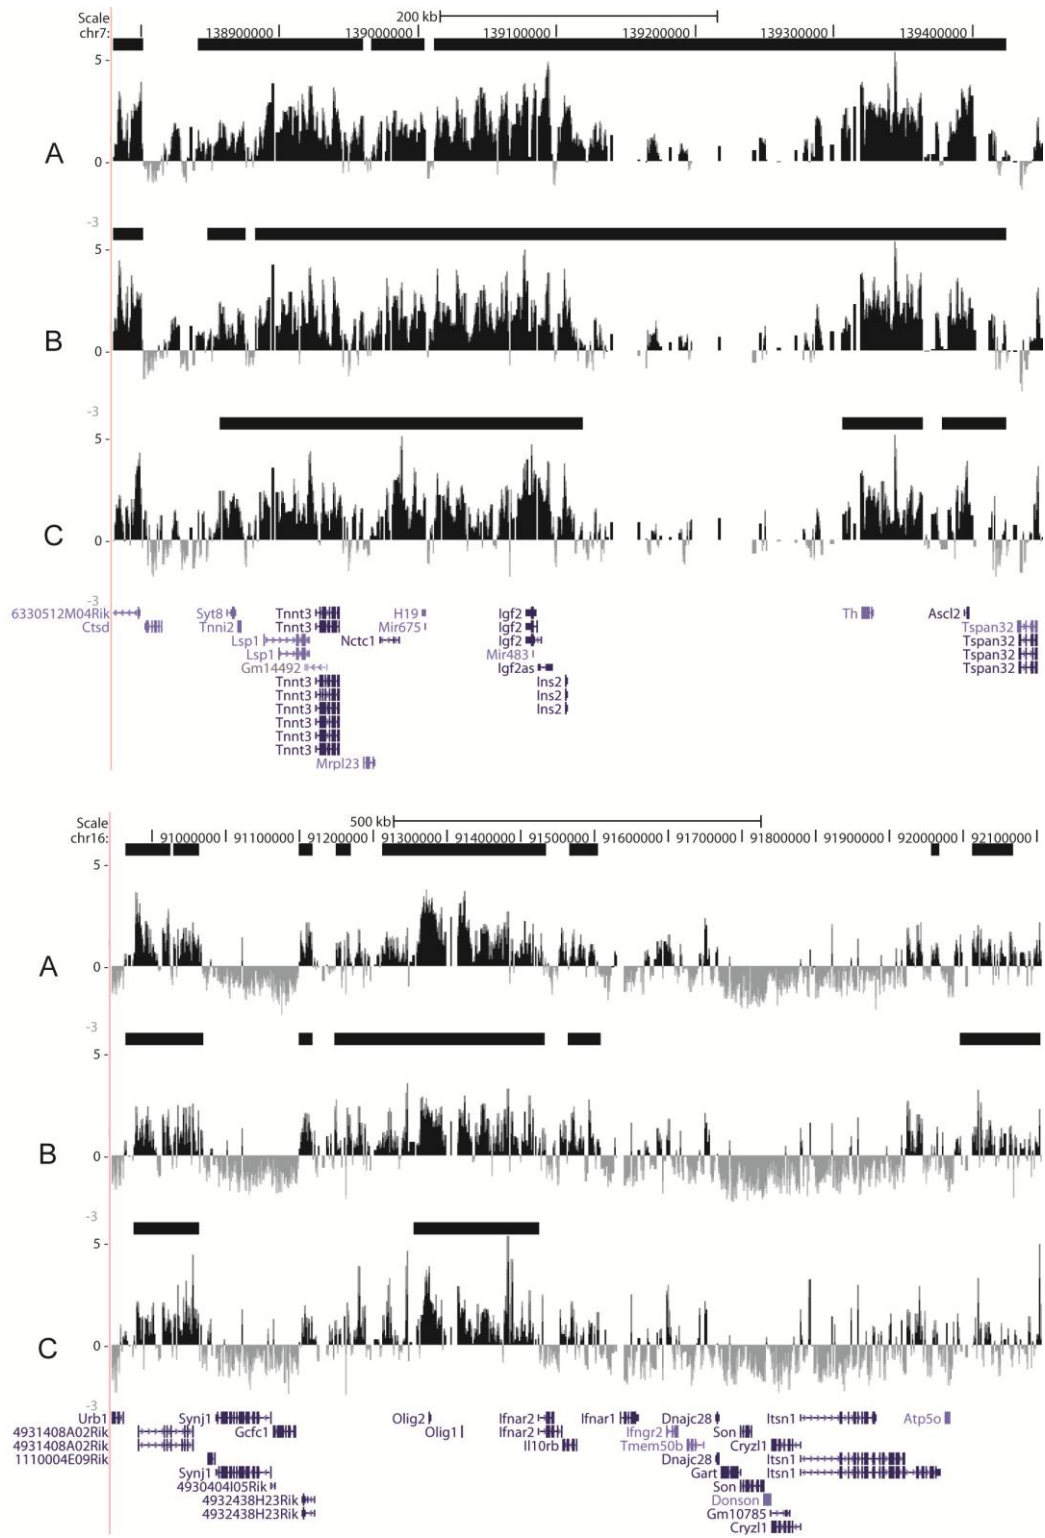 Scale 200 kb
chr7: 138900000 139000000 139100000 139200000 139300000 139400000
5
A
0
-3
5
B
0
-3
5
C
0
-3
6330512M04Rik Syt8 Tnnt3 H19 Igf2 Th Ascl2
Ctsd Tnni2 Tnnt3 Mir675 Igf2 Tspan32
Lsp1 Nctc1 Igf2 Tspan32
Lsp1 Mir483 Tspan32
Gm14492 Igf2as Tspan32
Tnnt3 Ins2
Tnnt3 Ins2
Tnnt3 Ins2
Tnnt3
Tnnt3
Tnnt3
Mrpl23
Scale 500 kb
chr16: 91000000 91100000 91200000 91300000 91400000 91500000 91600000 91700000 91800000 91900000 92000000 92100000
5
A
0
-3
5
B
0
-3
5
C
0
-3
Urb1 Synj1 Olig2 Ifnar2 Ifnar1 Dnajc28 Itsn1 Atp5o
4931408A02Rik Gcfc1 Olig1 Ifnar2 Ifngr2 Son
4931408A02Rik Il10rb Tmem50b Cryzl1
1110004E09Rik Dnajc28 Itsn1
Synj1 Gart Itsn1
4930404I05Rik Son
4932438H23Rik Donson
4932438H23Rik Gm10785
Cryzl1